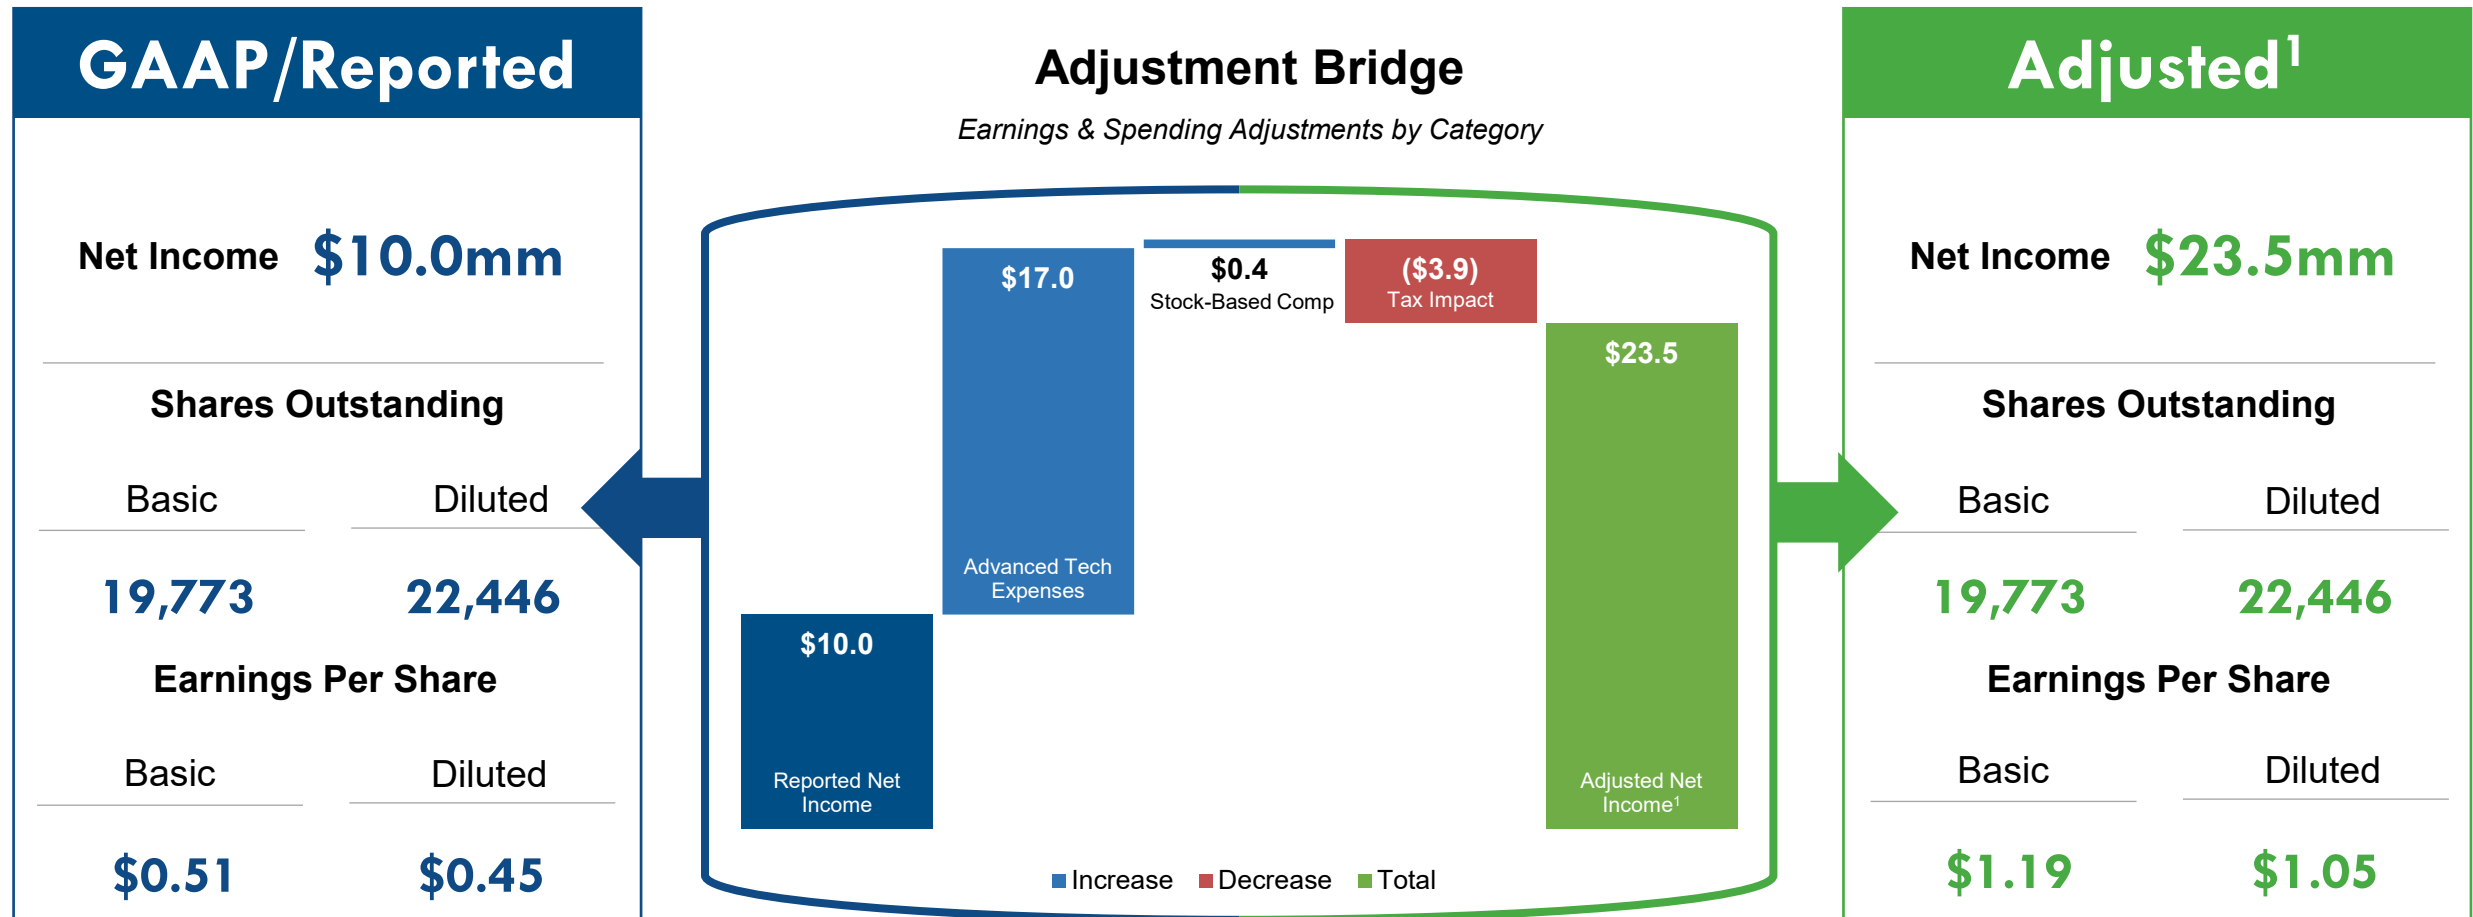 GAAP/Reported
Net Income $10.0mm
Shares Outstanding
Basic Diluted
19,773 22,446
Earnings Per Share
Basic Diluted
$0.51 $0.45
Adjustment Bridge
Earnings & Spending Adjustments by Category
$10.0
Reported Net
Income
$17.0
Advanced Tech
Expenses
$0.4
Stock-Based Comp
($3.9)
Tax Impact
$23.5
Adjusted Net
Income¹
Increase Decrease Total
Adjusted¹
Net Income $23.5mm
Shares Outstanding
Basic Diluted
19,773 22,446
Earnings Per Share
Basic Diluted
$1.19 $1.05